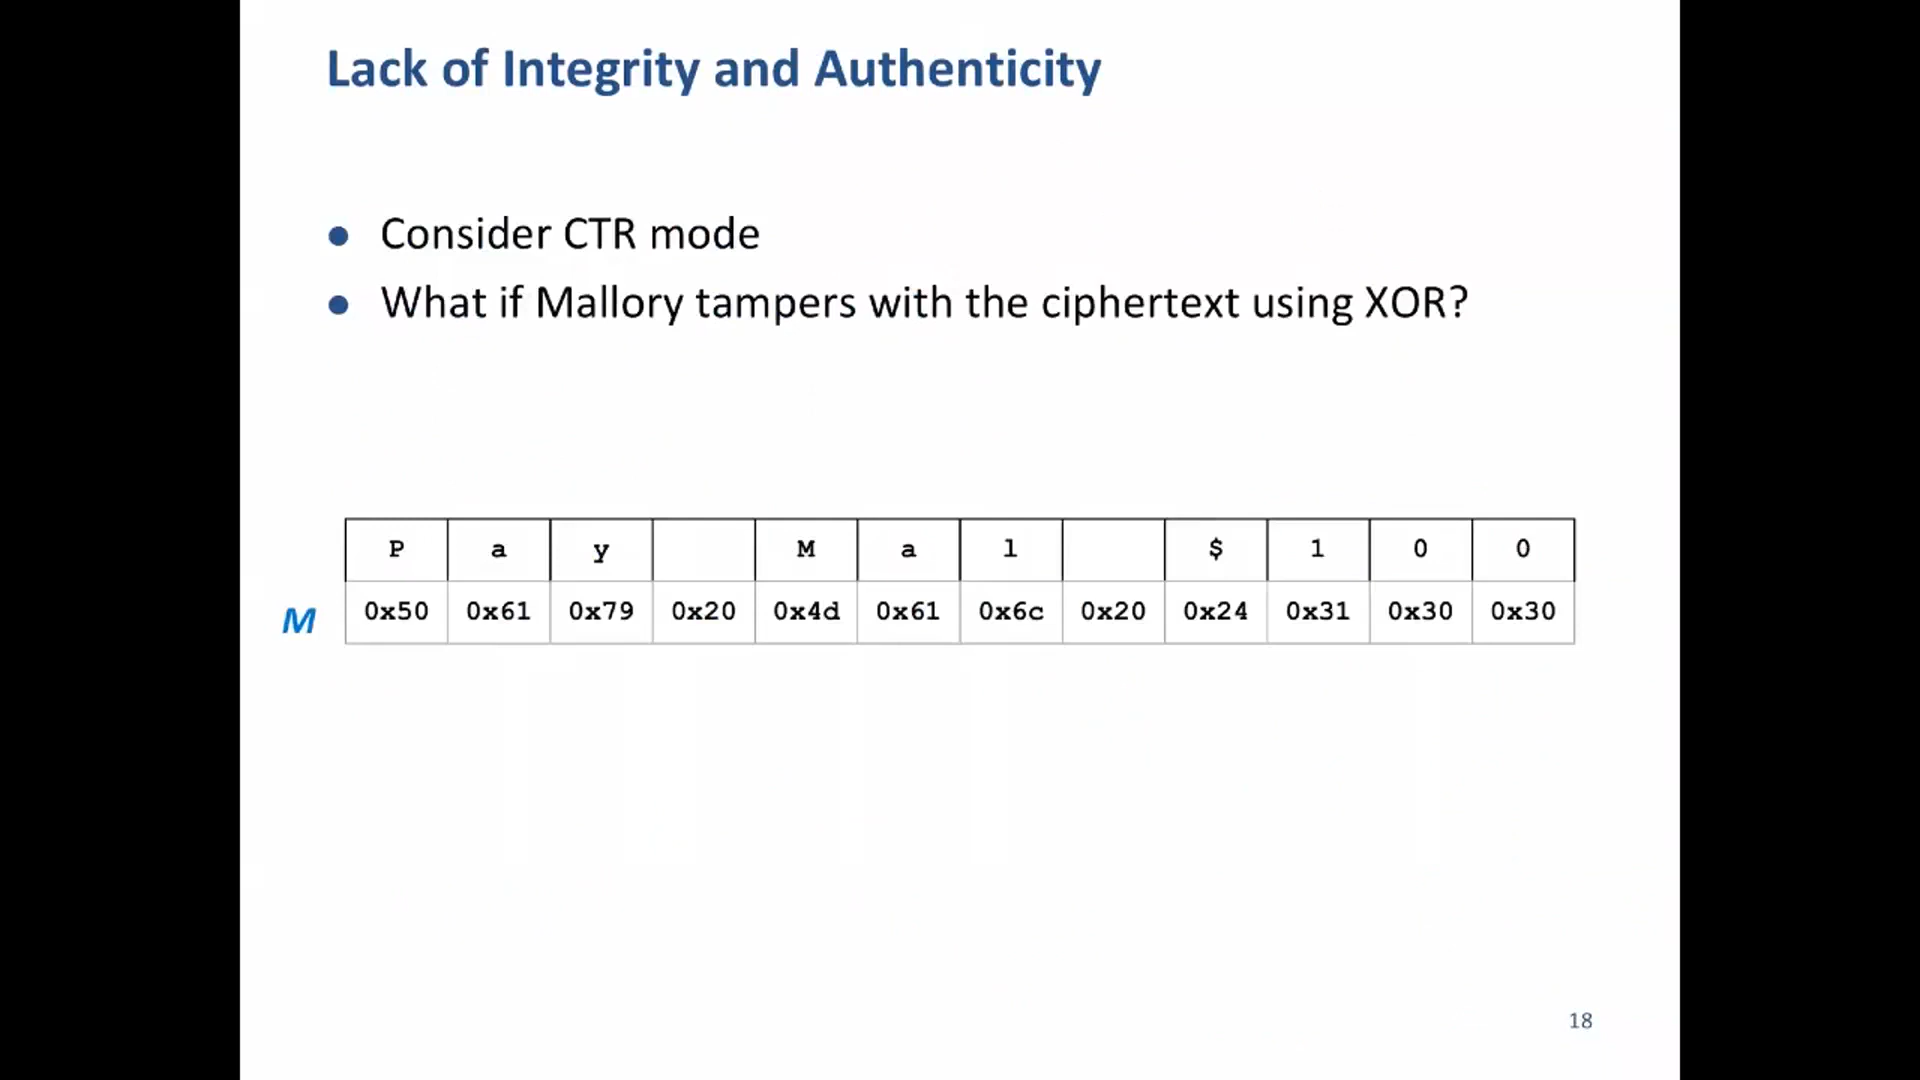 Lack of Integrity and Authenticity
● Consider CTR mode
● What if Mallory tampers with the ciphertext using XOR?
P a y M a l $ 1 0 0
M 0x50 0x61 0x79 0x20 0x4d 0x61 0x6c 0x20 0x24 0x31 0x30 0x30
18